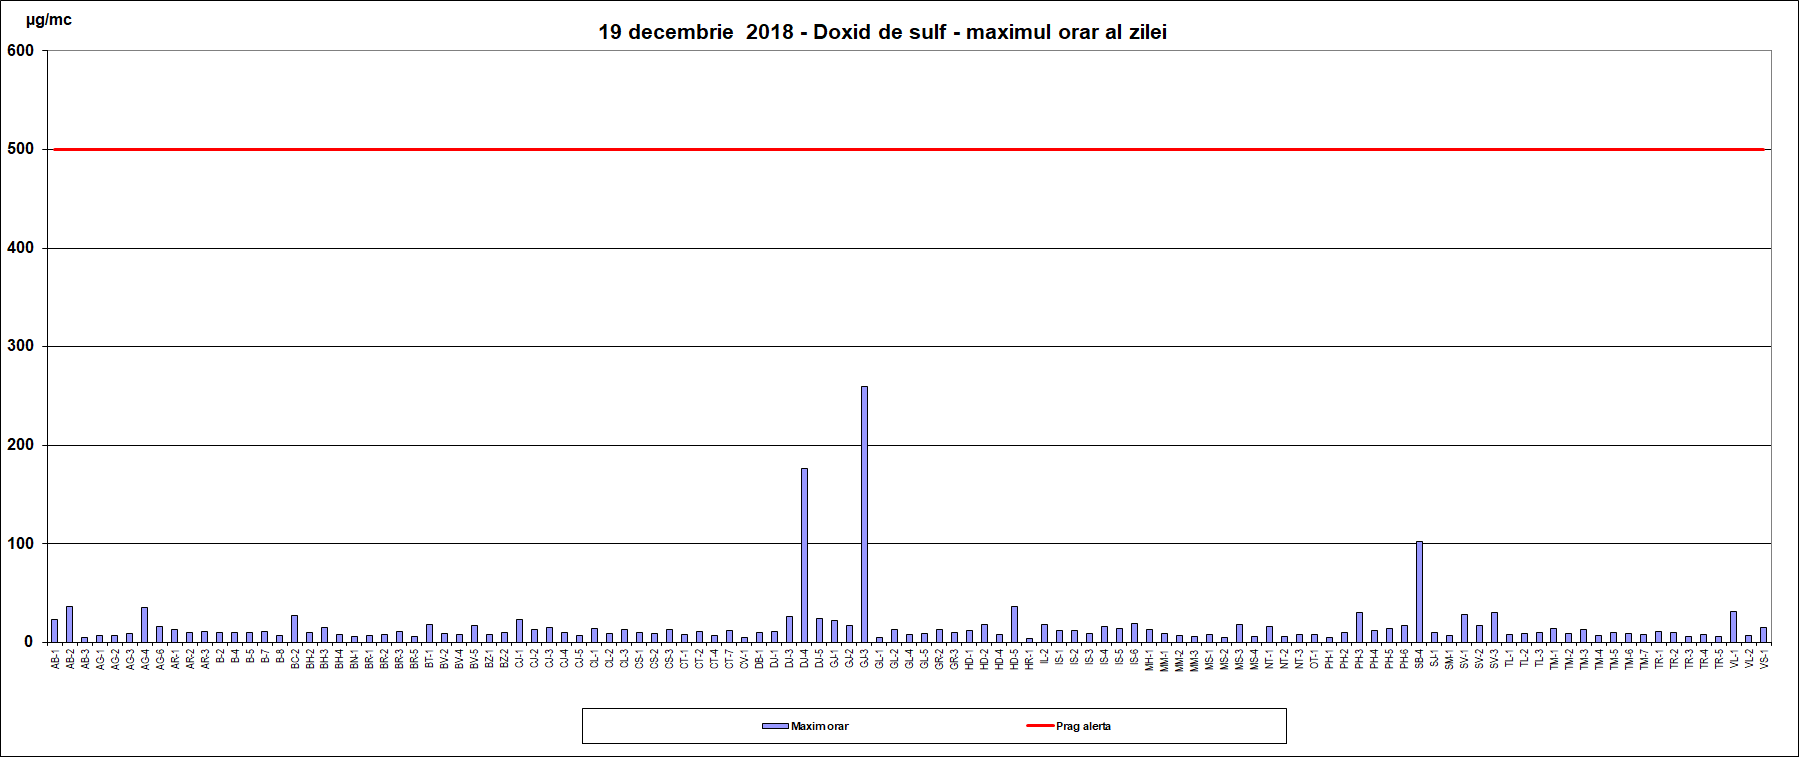 µg/mc
19 decembrie  2018 - Doxid de sulf - maximul orar al zilei
600
500
400
300
200
100
0
AB-1 AB-2 AB-3 AG-1 AG-2 AG-3 AG-4 AG-6 AR-1 AR-2 AR-3 B-2 B-4 B-5 B-7 B-8 BC-2 BH-2 BH-3 BH-4 BN-1 BR-1 BR-2 BR-3 BR-5 BT-1 BV-2 BV-4 BV-5 BZ-1 BZ-2 CJ-1 CJ-2 CJ-3 CJ-4 CJ-5 CL-1 CL-2 CL-3 CS-1 CS-2 CS-3 CT-1 CT-2 CT-4 CT-7 CV-1 DB-1 DJ-1 DJ-3 DJ-4 DJ-5 GJ-1 GJ-2 GJ-3 GL-1 GL-2 GL-4 GL-5 GR-2 GR-3 HD-1 HD-2 HD-4 HD-5 HR-1 IL-2 IS-1 IS-2 IS-3 IS-4 IS-5 IS-6 MH-1 MM-1 MM-2 MM-3 MS-1 MS-2 MS-3 MS-4 NT-1 NT-2 NT-3 OT-1 PH-1 PH-2 PH-3 PH-4 PH-5 PH-6 SB-4 SJ-1 SM-1 SV-1 SV-2 SV-3 TL-1 TL-2 TL-3 TM-1 TM-2 TM-3 TM-4 TM-5 TM-6 TM-7 TR-1 TR-2 TR-3 TR-4 TR-5 VL-1 VL-2 VS-1
Maxim orar Prag alerta